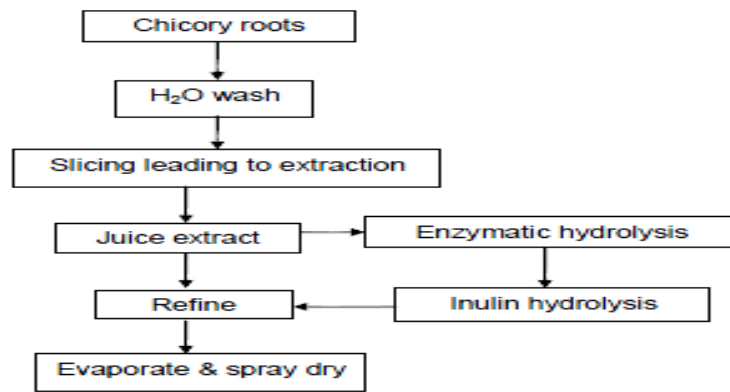 Chicory roots
H₂O wash
Slicing leading to extraction
Juice extract
Enzymatic hydrolysis
Refine
Inulin hydrolysis
Evaporate & spray dry